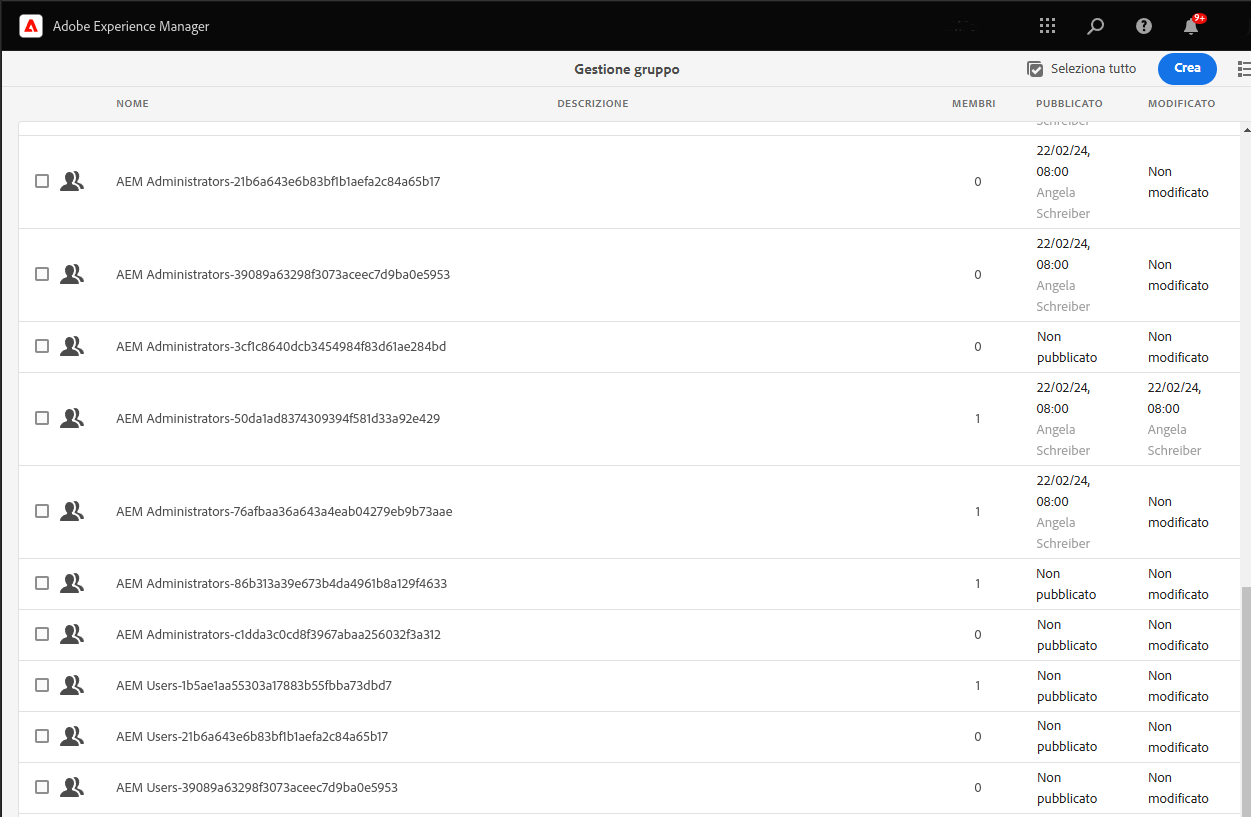 Adobe Experience Manager
9+
Gestione gruppo
Seleziona tutto
Crea
NOME DESCRIZIONE MEMBRI PUBBLICATO MODIFICATO
Schreiber
22/02/24,
08:00
Angela
Schreiber
AEM Administrators-21b6a643e6b83bf1b1aefa2c84a65b17 0
Non
modificato
22/02/24,
08:00
Angela
Schreiber
AEM Administrators-39089a63298f3073aceec7d9ba0e5953 0
Non
modificato
AEM Administrators-3cf1c8640dcb3454984f83d61ae284bd 0
Non
pubblicato
Non
modificato
AEM Administrators-50da1ad8374309394f581d33a92e429 1
22/02/24,
08:00
Angela
Schreiber
22/02/24,
08:00
Angela
Schreiber
AEM Administrators-76afbaa36a643a4eab04279eb9b73aae 1
22/02/24,
08:00
Angela
Schreiber
Non
modificato
AEM Administrators-86b313a39e673b4da4961b8a129f4633 1
Non
pubblicato
Non
modificato
AEM Administrators-c1dda3c0cd8f3967abaa256032f3a312 0
Non
pubblicato
Non
modificato
AEM Users-1b5ae1aa55303a17883b55fbba73dbd7 1
Non
pubblicato
Non
modificato
AEM Users-21b6a643e6b83bf1b1aefa2c84a65b17 0
Non
pubblicato
Non
modificato
AEM Users-39089a63298f3073aceec7d9ba0e5953 0
Non
pubblicato
Non
modificato